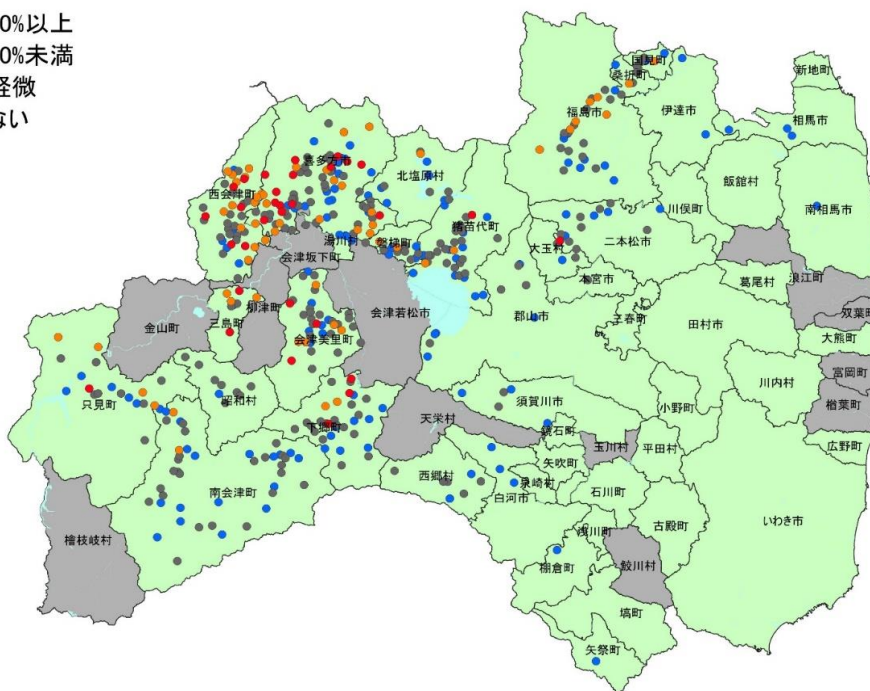 0%以上
0%未満
軽微
ない
国見町
桑折町
新地町
福島市
伊達市
相馬市
喜多方市
北塩原村
西会津町
飯舘村
川俣町
南相馬市
猪苗代町
湯川村
磐梯町
大玉村
二本松市
会津坂下町
本宮市
葛尾村
浪江町
金山町
柳津町
三島町
会津若松市
郡山市
三春町
田村市
双葉町
会津美里町
大熊町
只見町
昭和村
富岡町
川内村
須賀川市
小野町
楢葉町
下郷町
天栄村
鏡石町
玉川村
平田村
広野町
西郷村
矢吹町
泉崎村
白河市
石川町
南会津町
浅川町
古殿町
いわき市
檜枝岐村
棚倉町
鮫川村
塙町
矢祭町